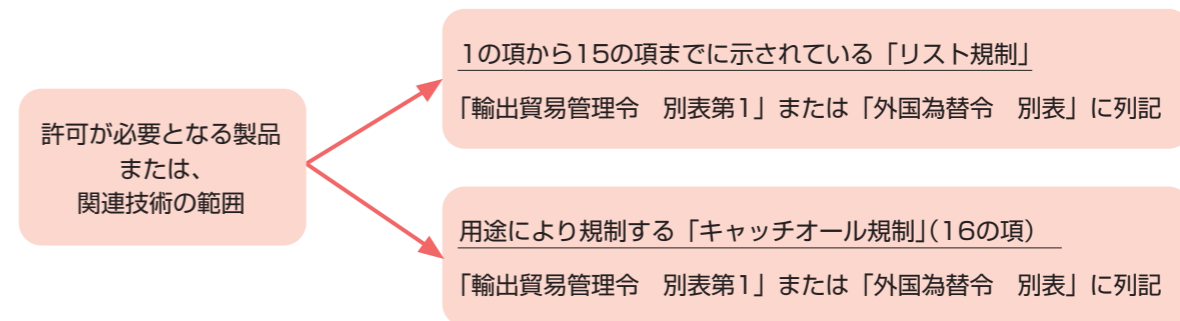 許可が必要となる製品
または、
関連技術の範囲
1の項から15の項までに示されている「リスト規制」
「輸出貿易管理令　別表第1」または「外国為替令　別表」に列記
用途により規制する「キャッチオール規制」(16の項)
「輸出貿易管理令　別表第1」または「外国為替令　別表」に列記